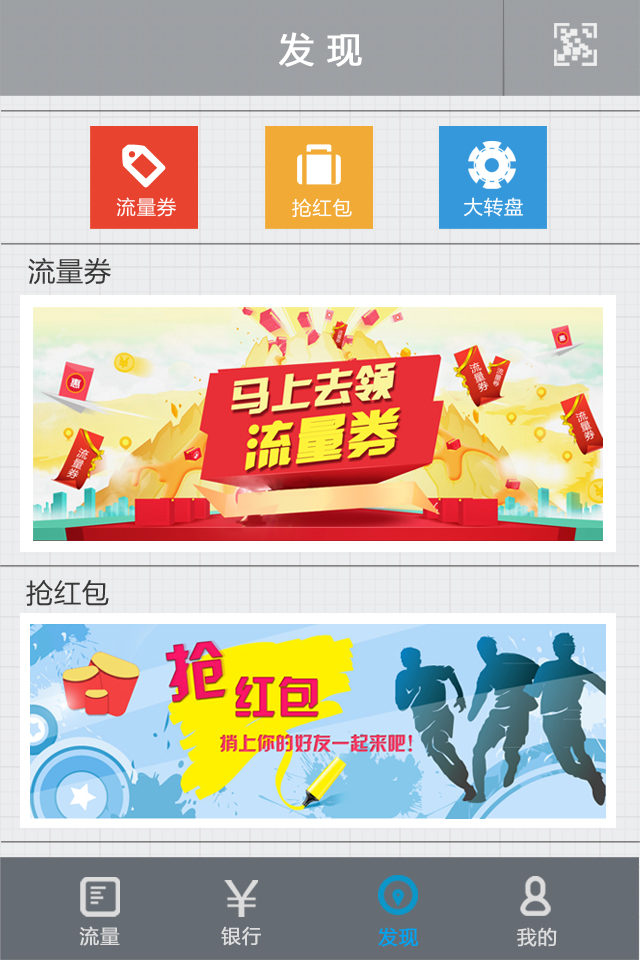 发现
流量券
抢红包
大转盘
流量券
惠
流量券
马上去领
流量券
流量券
流量券
惠
流量券
抢红包
抢
红包
捎上你的好友一起来吧!
流量
银行
发现
我的